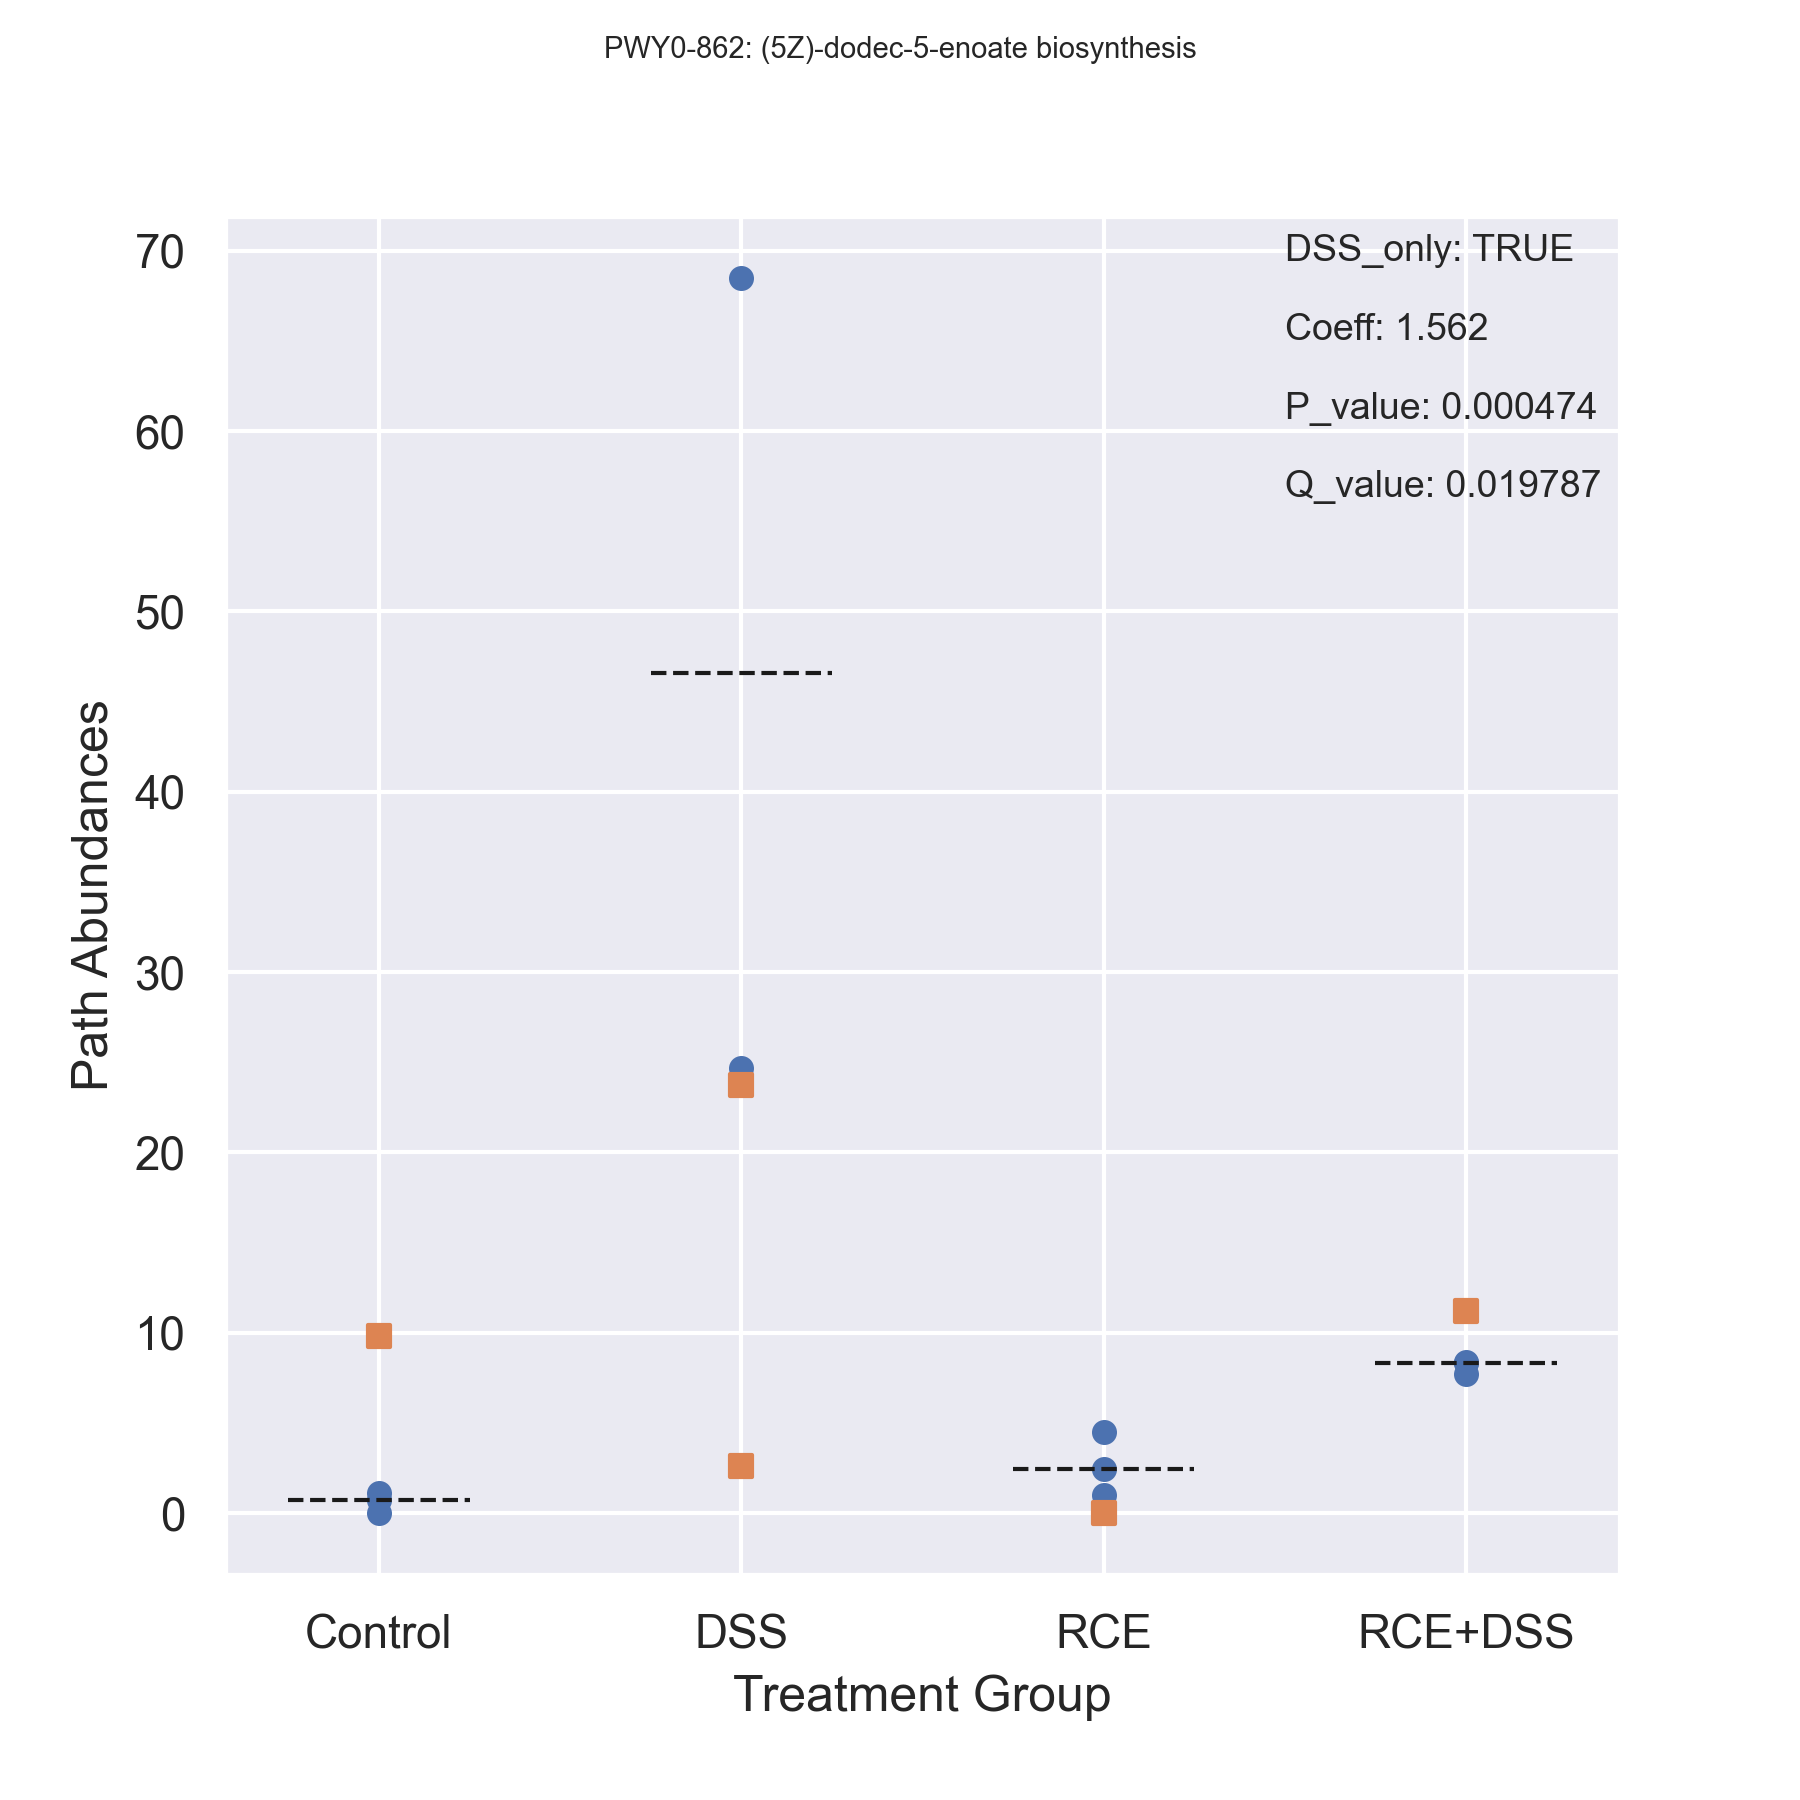 PWY0-862: (5Z)-dodec-5-enoate biosynthesis
DSS_only: TRUE
Coeff: 1.562
P_value: 0.000474
Q_value: 0.019787
70
60
50
40
30
20
10
0
Path Abundances
Control
DSS
RCE
RCE+DSS
Treatment Group